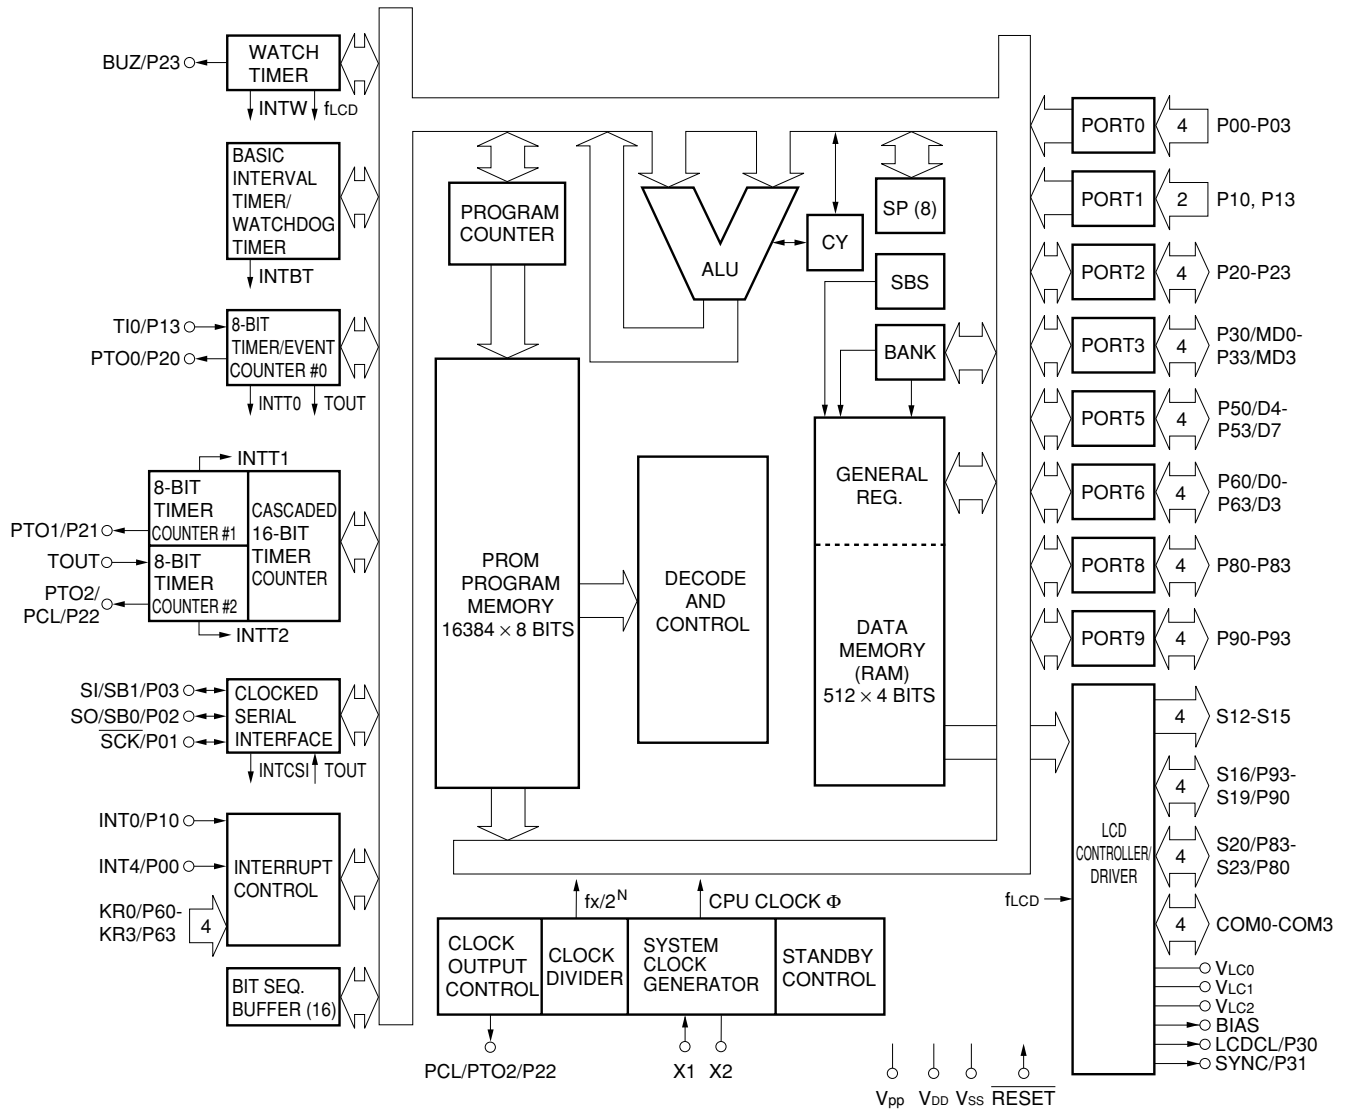 BUZ/P23
WATCH
TIMER
INTW
fLCD
BASIC
INTERVAL
TIMER/
WATCHDOG
TIMER
INTBT
TI0/P13
PTO0/P20
8-BIT
TIMER/EVENT
COUNTER #0
INTT0
TOUT
INTT1
8-BIT
TIMER
COUNTER #1
CASCADED
16-BIT
TIMER
COUNTER
8-BIT
TIMER
COUNTER #2
PTO1/P21
TOUT
PTO2/
PCL/P22
INTT2
SI/SB1/P03
SO/SB0/P02
SCK/P01
CLOCKED
SERIAL
INTERFACE
INTCSI
TOUT
INT0/P10
INT4/P00
KR0/P60-
KR3/P63
4
INTERRUPT
CONTROL
BIT SEQ.
BUFFER (16)
PROGRAM
COUNTER
ALU
CY
SP (8)
SBS
BANK
PROM
PROGRAM
MEMORY
16384 × 8 BITS
DECODE
AND
CONTROL
GENERAL
REG.
DATA
MEMORY
(RAM)
512 × 4 BITS
fx/2N
CPU CLOCK Φ
CLOCK
OUTPUT
CONTROL
CLOCK
DIVIDER
SYSTEM
CLOCK
GENERATOR
STANDBY
CONTROL
PCL/PTO2/P22
X1
X2
Vpp
VDD
VSS
RESET
PORT0
4
P00-P03
PORT1
2
P10, P13
PORT2
4
P20-P23
PORT3
4
P30/MD0-
P33/MD3
PORT5
4
P50/D4-
P53/D7
PORT6
4
P60/D0-
P63/D3
PORT8
4
P80-P83
PORT9
4
P90-P93
LCD
CONTROLLER/
DRIVER
fLCD
4
S12-S15
4
S16/P93-
S19/P90
4
S20/P83-
S23/P80
4
COM0-COM3
VLC0
VLC1
VLC2
BIAS
LCDCL/P30
SYNC/P31